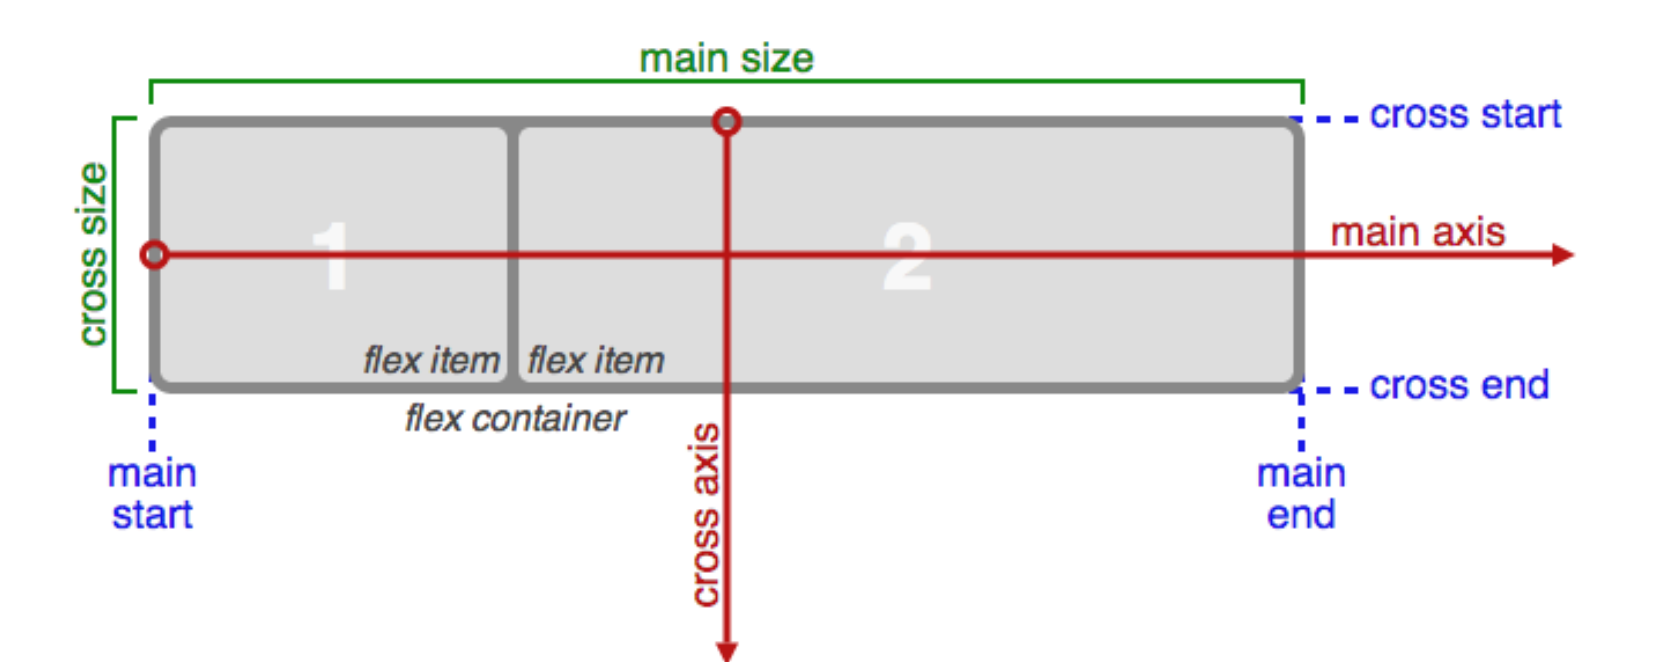 main size
cross start
cross size
main axis
1
2
flex item
flex item
cross end
flex container
cross axis
main
start
main
end